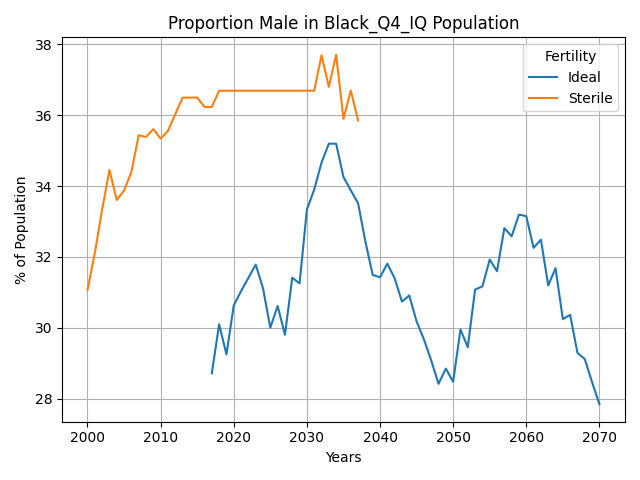 Proportion Male in Black_Q4_IQ Population
38
36
34
32
30
28
% of Population
Fertility
Ideal
Sterile
2000 2010 2020 2030 2040 2050 2060 2070
Years